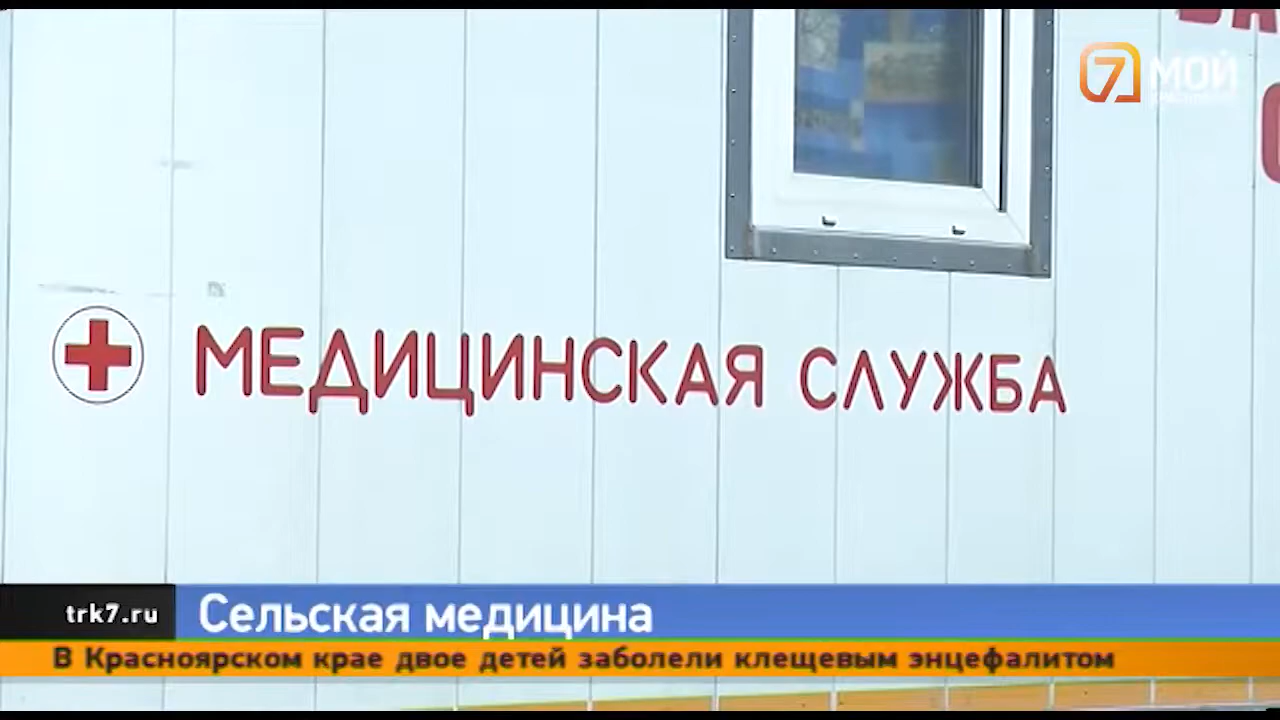 7 МОЙ
МЕДИЦИНСКАЯ СЛУЖБА
trk7.ru
Сельская медицина
В Красноярском крае двое детей заболели клещевым энцефалитом